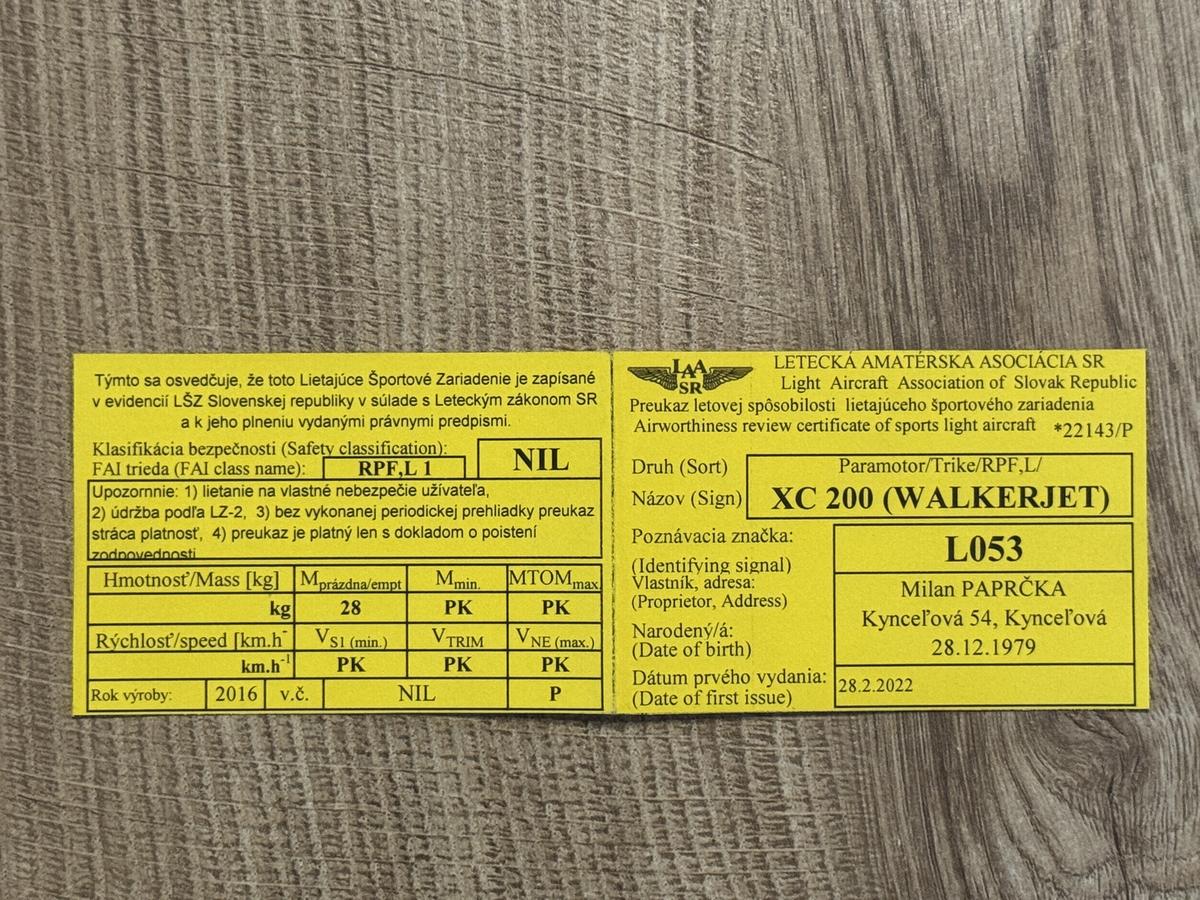 Týmto sa osvedčuje, že toto Lietajúce Športové Zariadenie je zapísané
v evidencií LŠZ Slovenskej republiky v súlade s Leteckým zákonom SR
a k jeho plneniu vydanými právnymi predpismi.
Klasifikácia bezpečnosti (Safety classification):
NIL
FAI trieda (FAI class name): RPF,L 1
Upozornnie: 1) lietanie na vlastné nebezpečie užívateľa,
2) údržba podľa LZ-2, 3) bez vykonanej periodickej prehliadky preukaz
stráca platnosť, 4) preukaz je platný len s dokladom o poistení
zodpovednosti
Hmotnosť/Mass [kg] Mprázdna/empt Mmin. MTOMmax
kg 28 PK PK
Rýchlosť/speed [km.h- VS1 (min.) VTRIM VNE (max.)
km.h-1 PK PK PK
Rok výroby: 2016 v.č. NIL P
LAA
SR
LETECKÁ AMATÉRSKA ASOCIÁCIA SR
Light Aircraft Association of Slovak Republic
Preukaz letovej spôsobilosti lietajúceho športového zariadenia
Airworthiness review certificate of sports light aircraft *22143/P
Druh (Sort) Paramotor/Trike/RPF,L/
Názov (Sign) XC 200 (WALKERJET)
Poznávacia značka:
(Identifying signal)
L053
Vlastník, adresa:
(Proprietor, Address)
Milan PAPRČKA
Kynceľová 54, Kynceľová
Narodený/á:
(Date of birth)
28.12.1979
Dátum prvého vydania:
(Date of first issue)
28.2.2022